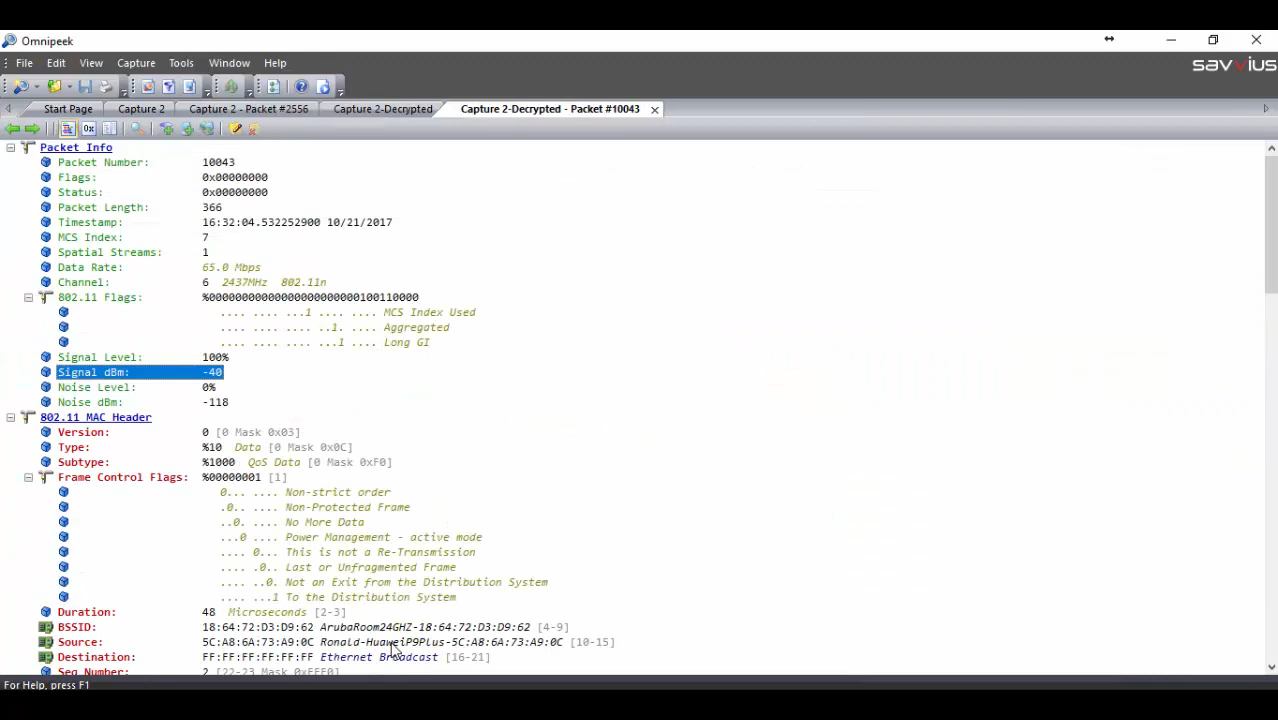 Omnipeek
File Edit View Capture Tools Window Help
savvius
Start Page Capture 2 Capture 2 - Packet #2556 Capture 2-Decrypted Capture 2-Decrypted - Packet #10043
0x
Packet Info
Packet Number: 10043
Flags: 0x00000000
Status: 0x00000000
Packet Length: 366
Timestamp: 16:32:04.532252900 10/21/2017
MCS Index: 7
Spatial Streams: 1
Data Rate: 65.0 Mbps
Channel: 6 2437MHz 802.11n
802.11 Flags: %00000000000000000000000100110000
.... .... ...1 .... .... MCS Index Used
.... .... .... ..1. .... Aggregated
.... .... .... ...1 .... Long GI
Signal Level: 100%
Signal dBm: -40
Noise Level: 0%
Noise dBm: -118
802.11 MAC Header
Version: 0 [0 Mask 0x03]
Type: %10 Data [0 Mask 0x0C]
Subtype: %1000 QoS Data [0 Mask 0xF0]
Frame Control Flags: %00000001 [1]
0... .... Non-strict order
.0.. .... Non-Protected Frame
..0. .... No More Data
...0 .... Power Management - active mode
.... 0... This is not a Re-Transmission
.... .0.. Last or Unfragmented Frame
.... ..0. Not an Exit from the Distribution System
.... ...1 To the Distribution System
Duration: 48 Microseconds [2-3]
BSSID: 18:64:72:D3:D9:62 ArubaRoom24GHZ-18:64:72:D3:D9:62 [4-9]
Source: 5C:A8:6A:73:A9:0C Ronald-HuaweiP9Plus-5C:A8:6A:73:A9:0C [10-15]
Destination: FF:FF:FF:FF:FF:FF Ethernet Broadcast [16-21]
Seq Number: 2 [22-23 Mask 0xFFF0]
For Help, press F1